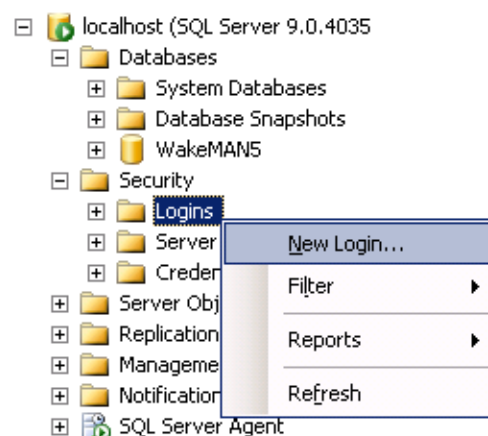 localhost (SQL Server 9.0.4035
Databases
System Databases
Database Snapshots
WakeMAN5
Security
Logins
Server
New Login...
Filter
Server Obj
Replication
Reports
Manageme
Notification
Refresh
SQL Server Agent